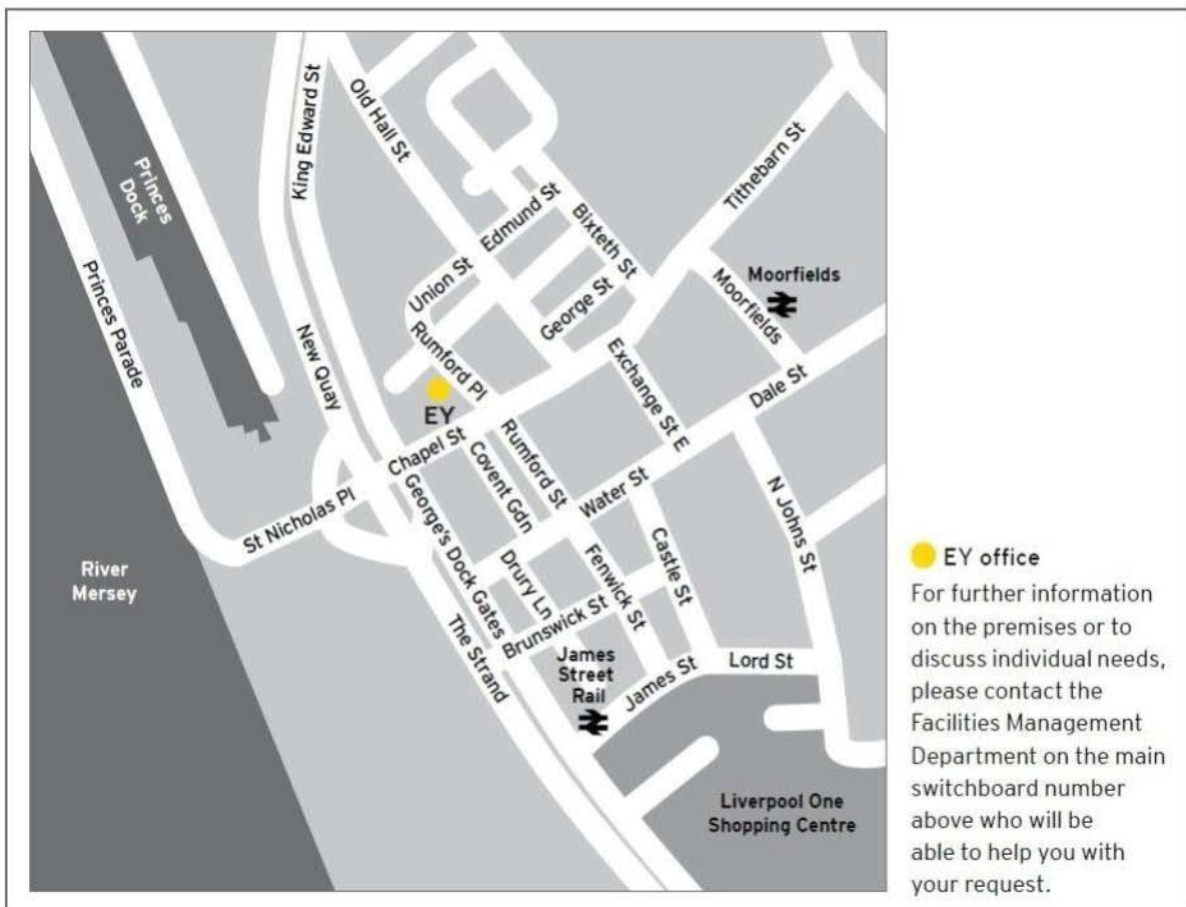 King Edward St
Old Hall St
Princes
Dock
Tithebarn St
Edmund St
Bixteth St
Union St
Moorfields
Moorfields
Princes Parade
George St
New Quay
Rumford Pl
Exchange St E
EY
Dale St
Chapel St
Covent Gdn
Rumford St
Water St
N Johns St
St Nicholas Pl
George's Dock Gates
Castle St
Drury Ln
Fenwick St
River
Mersey
Brunswick St
The Strand
James
Street
Rail
James St
Lord St
Liverpool One
Shopping Centre
EY office
For further information
on the premises or to
discuss individual needs,
please contact the
Facilities Management
Department on the main
switchboard number
above who will be
able to help you with
your request.